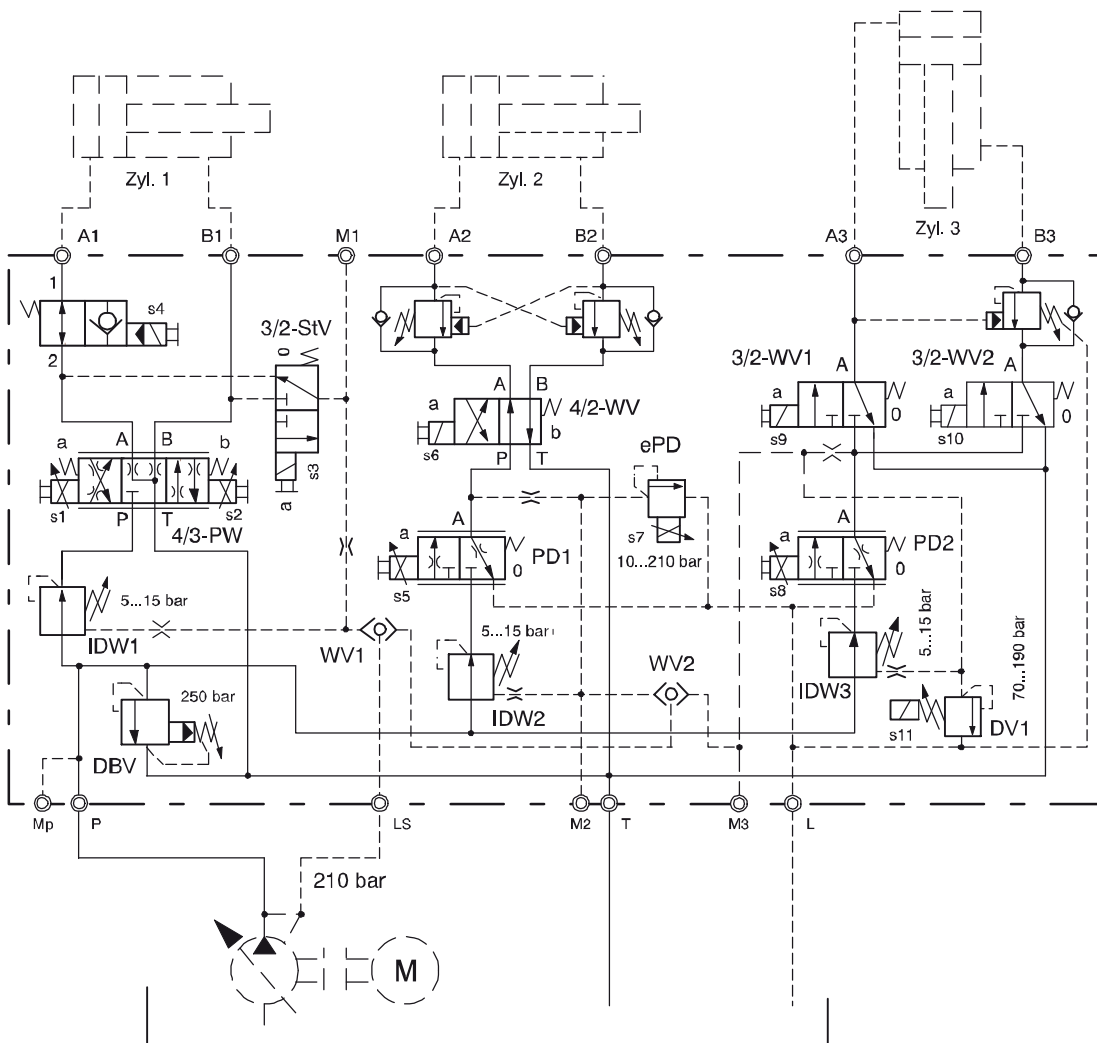 Zyl. 1
Zyl. 2
Zyl. 3
A1
B1
M1
A2
B2
A3
B3
1
s4
2
3/2-StV
0
s3
a
A
B
4/2-WV
a
b
s6
P
T
3/2-WV1
A
a
0
s9
3/2-WV2
A
a
0
s10
a
A
B
b
s1
P
T
s2
4/3-PW
ePD
s7
10...210 bar
A
a
PD1
0
s5
A
a
PD2
0
s8
5...15 bar
IDW1
WV1
5...15 bar
IDW2
WV2
5...15 bar
IDW3
70...190 bar
s11
DV1
250 bar
DBV
Mp
P
LS
M2
T
M3
L
210 bar
M